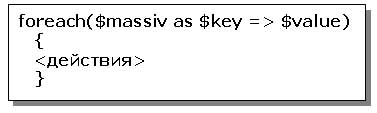 foreach($massiv as $key => $value)
{
<действия>
}